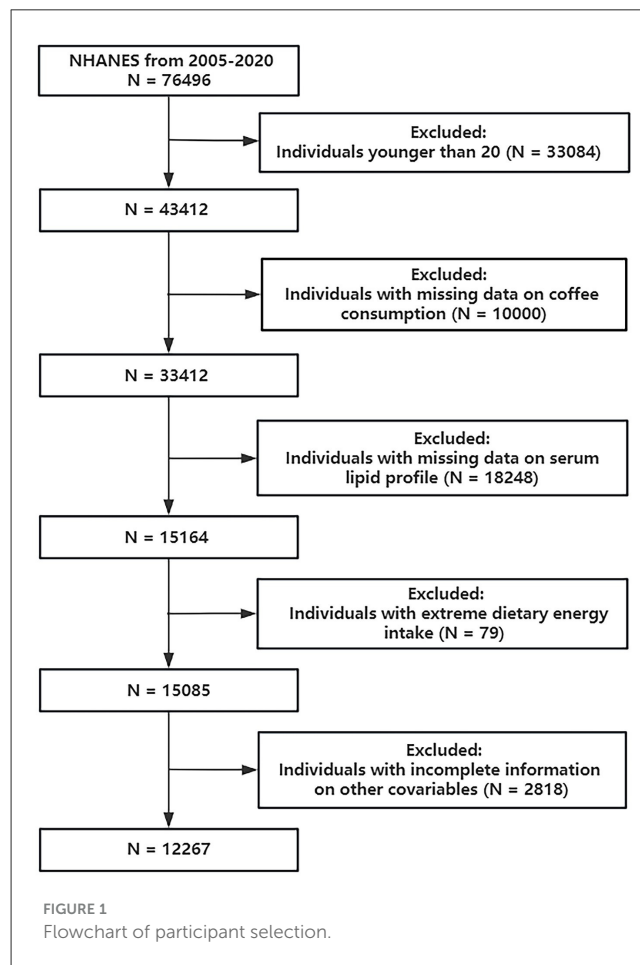 NHANES from 2005-2020
N = 76496
Excluded:
Individuals younger than 20 (N = 33084)
N = 43412
Excluded:
Individuals with missing data on coffee
consumption (N = 10000)
N = 33412
Excluded:
Individuals with missing data on serum
lipid profile (N = 18248)
N = 15164
Excluded:
Individuals with extreme dietary energy
intake (N = 79)
N = 15085
Excluded:
Individuals with incomplete information
on other covariables (N = 2818)
N = 12267
FIGURE 1
Flowchart of participant selection.